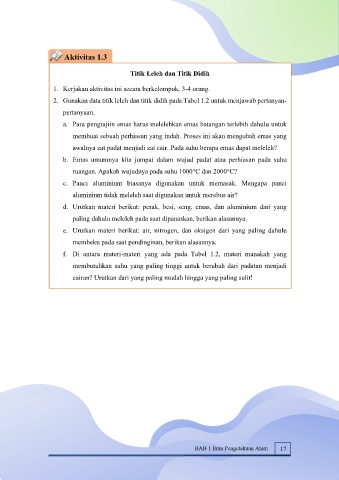 Aktivitas 1.3
Titik Leleh dan Titik Didih
1. Kerjakan aktivitas ini secara berkelompok, 3-4 orang.
2. Gunakan data titik leleh dan titik didih pada Tabel 1.2 untuk menjawab pertanyan-
pertanyaan.
a. Para pengrajin emas harus melelehkan emas batangan terlebih dahulu untuk
membuat sebuah perhiasan yang indah. Proses ini akan mengubah emas yang
awalnya zat padat menjadi zat cair. Pada suhu berapa emas dapat meleleh?
b. Emas umumnya kita jumpai dalam wujud padat atau perhiasan pada suhu
ruangan. Apakah wujudnya pada suhu 1000°C dan 2000°C?
c. Panci aluminium biasanya digunakan untuk memasak. Mengapa panci
aluminium tidak meleleh saat digunakan untuk merebus air?
d. Urutkan materi berikut: perak, besi, seng, emas, dan aluminium dari yang
paling dahulu meleleh pada saat dipanaskan, berikan alasannya.
e. Urutkan materi berikut: air, nitrogen, dan oksigen dari yang paling dahulu
membeku pada saat pendinginan, berikan alasannya.
f. Di antara materi-materi yang ada pada Tabel 1.2, materi manakah yang
membutuhkan suhu yang paling tinggi untuk berubah dari padatan menjadi
cairan? Urutkan dari yang paling mudah hingga yang paling sulit!
BAB 1 Ilmu Pengetahuan Alam 17